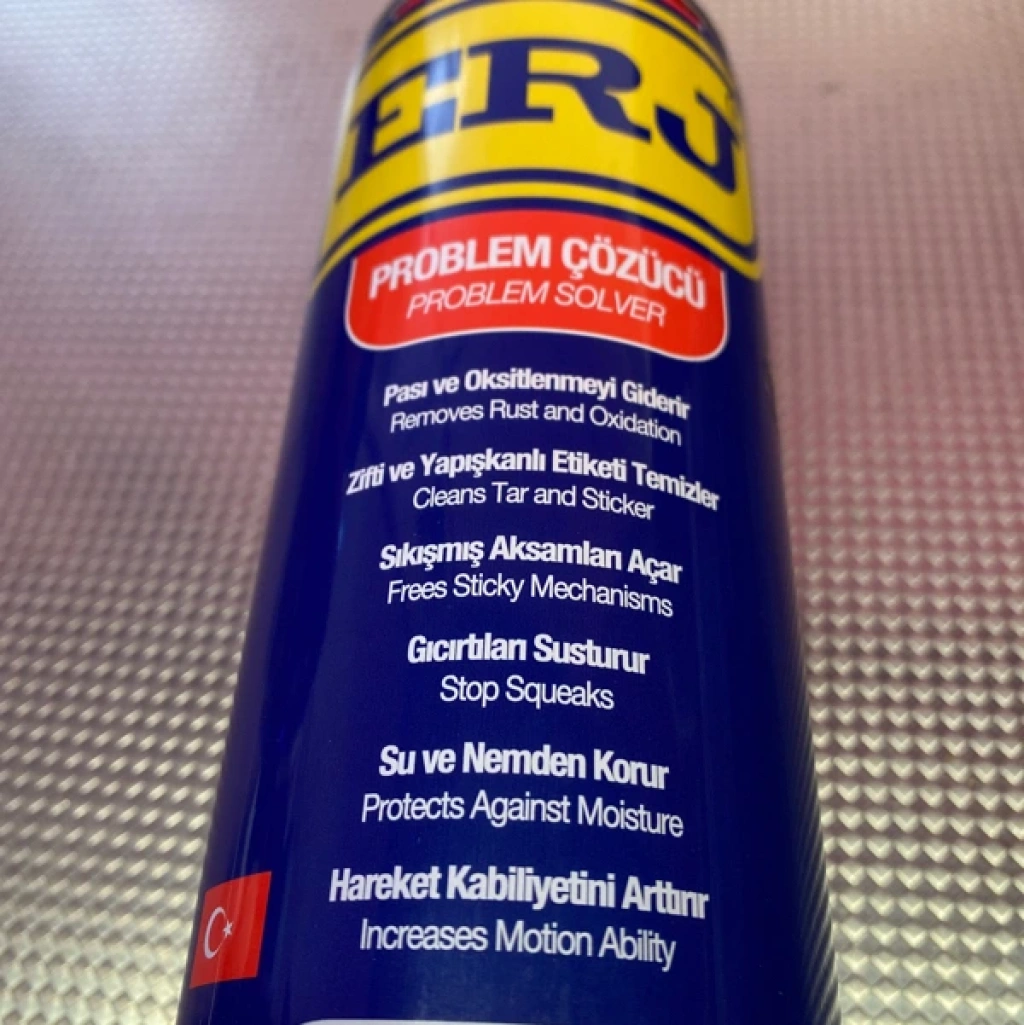 ERJ
PROBLEM ÇÖZÜCÜ
PROBLEM SOLVER
Pası ve Oksitlenmeyi Giderir
Removes Rust and Oxidation
Zifti ve Yapışkanlı Etiketi Temizler
Cleans Tar and Sticker
Sıkışmış Aksamları Açar
Frees Sticky Mechanisms
Gıcırtıları Susturur
Stop Squeaks
Su ve Nemden Korur
Protects Against Moisture
Hareket Kabiliyetini Arttırır
Increases Motion Ability